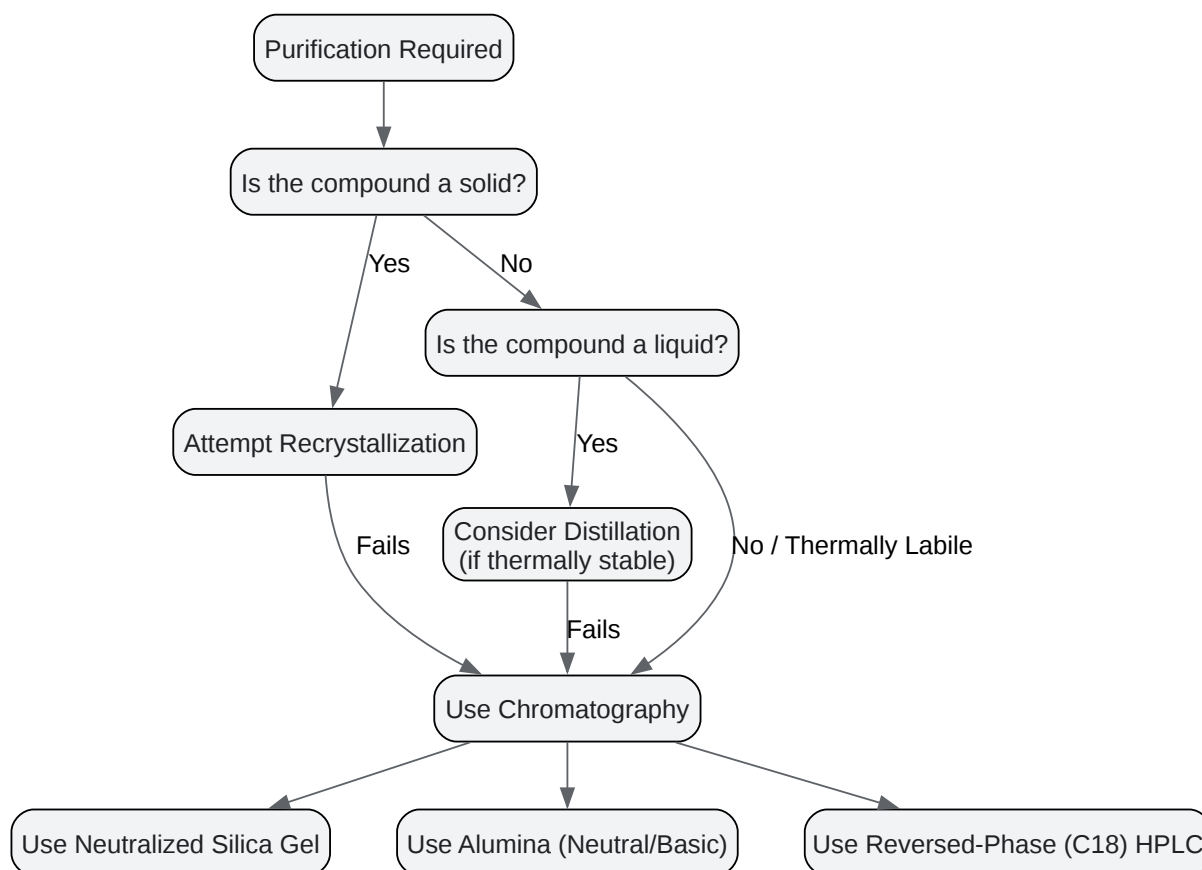 Purification Required
Is the compound a solid?
Yes
No
Is the compound a liquid?
Attempt Recrystallization
Yes
Consider Distillation
(if thermally stable)
Fails
No / Thermally Labile
Fails
Use Chromatography
Use Neutralized Silica Gel
Use Alumina (Neutral/Basic)
Use Reversed-Phase (C18) HPLC